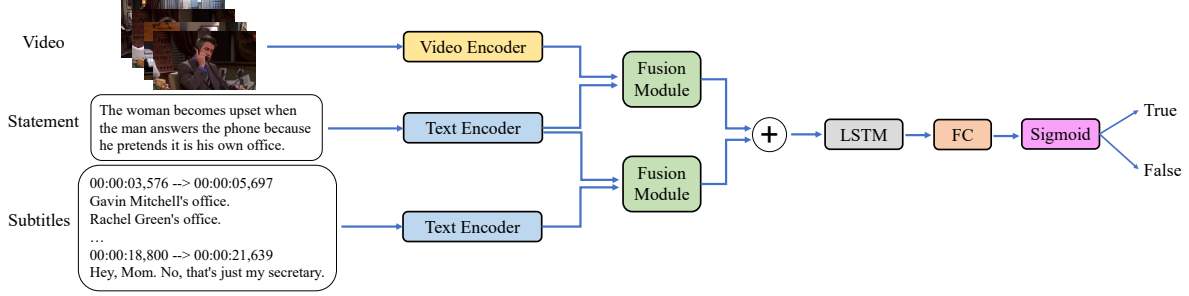 Video
Video Encoder
Fusion
Module
Statement
The woman becomes upset when
the man answers the phone because
he pretends it is his own office.
Text Encoder
+
LSTM
FC
Sigmoid
True
False
Fusion
Module
Subtitles
00:00:03,576 --> 00:00:05,697
Gavin Mitchell's office.
Rachel Green's office.
…
00:00:18,800 --> 00:00:21,639
Hey, Mom. No, that's just my secretary.
Text Encoder